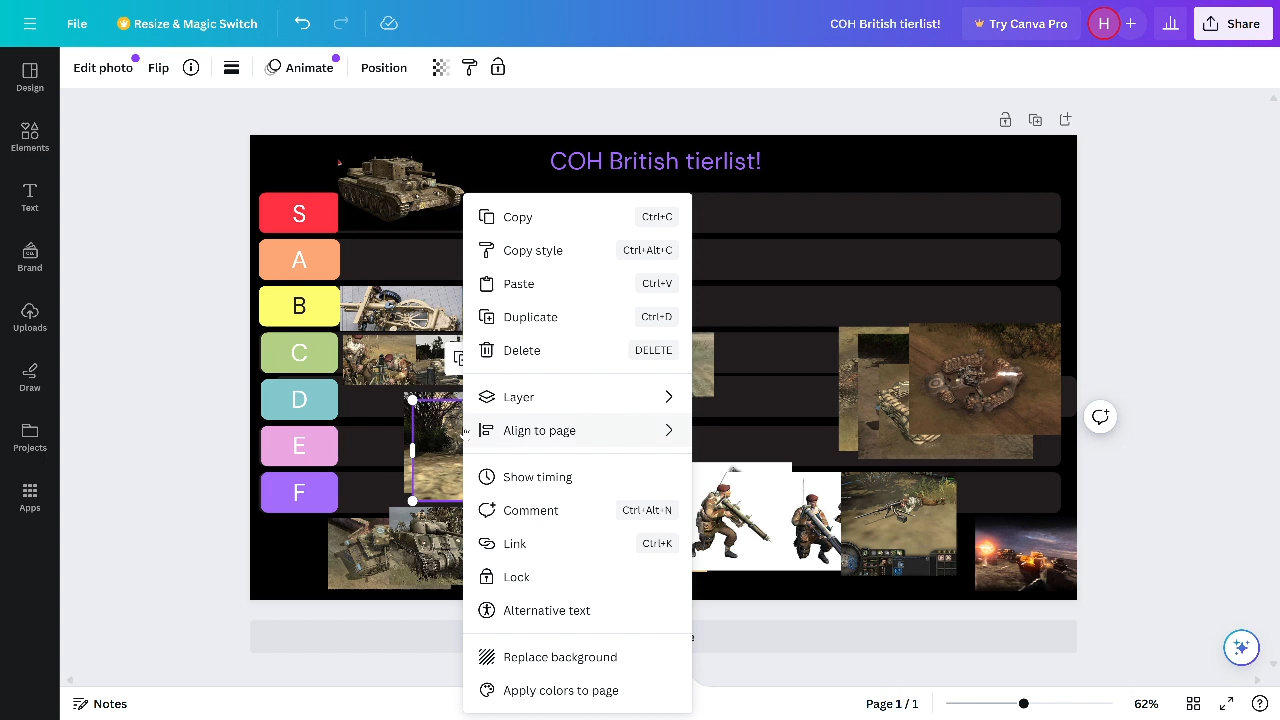 File
Resize & Magic Switch
COH British tierlist!
Try Canva Pro
H
Share
Edit photo
Flip
Animate
Position
Design
Elements
Text
Brand
Uploads
Draw
Projects
Apps
COH British tierlist!
S
A
B
C
D
E
F
Copy Ctrl+C
Copy style Ctrl+Alt+C
Paste Ctrl+V
Duplicate Ctrl+D
Delete DELETE
Layer
Align to page
Show timing
Comment Ctrl+Alt+N
Link Ctrl+K
Lock
Alternative text
Replace background
Apply colors to page
Notes
Page 1 / 1
62%